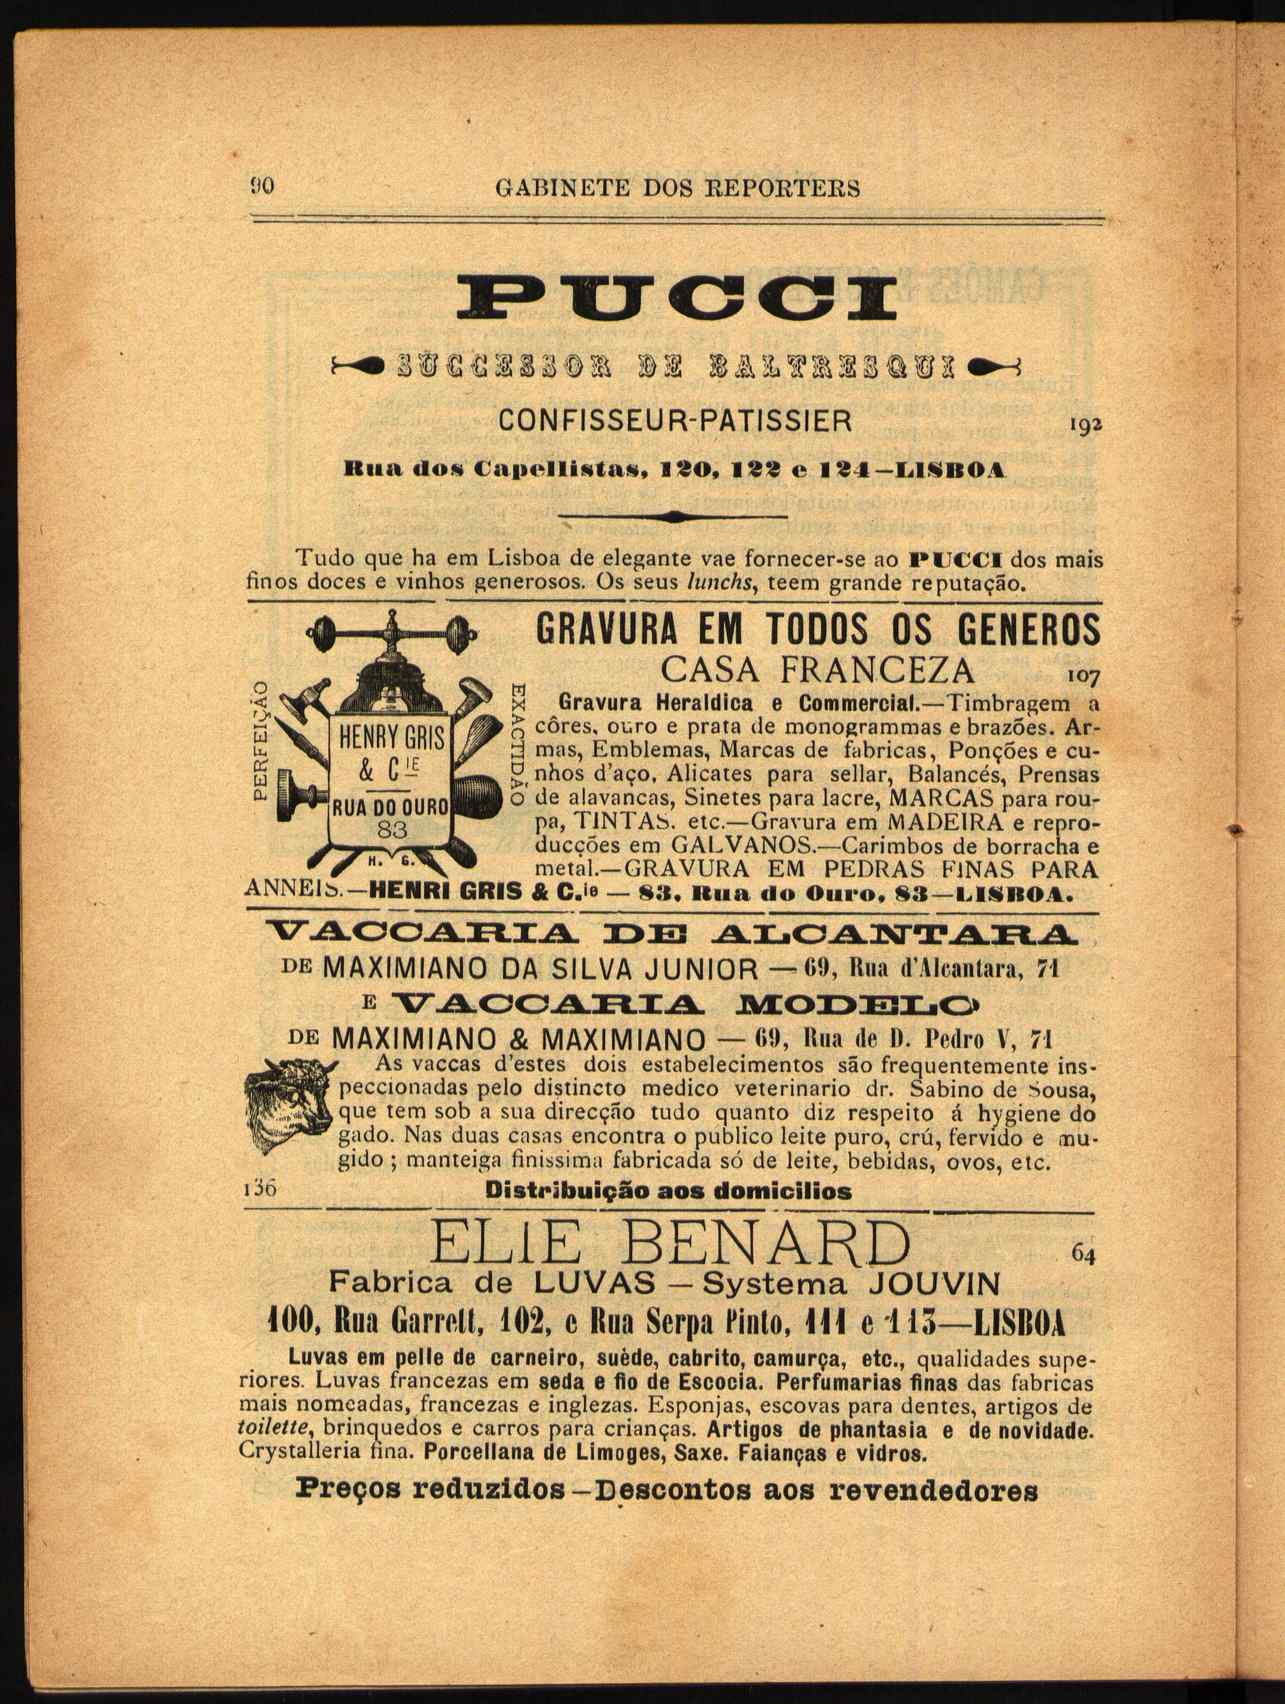 90
GABINETE DOS REPORTERS
PUCCI
SUCCESSOR DE BALTRESQUI
CONFISSEUR-PATISSIER 192
Rua dos Capellistas, 120, 122 e 124—LISBOA
Tudo que ha em Lisboa de elegante vae fornecer-se ao PUCCI dos mais
finos doces e vinhos generosos. Os seus lunchs, teem grande reputação.
PERFEIÇÃO
HENRY GRIS
& CIE
RUA DO OURO
83
H. G.
EXACTIDÃO
GRAVURA EM TODOS OS GENEROS
CASA FRANCEZA 107
Gravura Heraldica e Commercial.—Timbragem a
côres, ouro e prata de monogrammas e brazões. Ar-
mas, Emblemas, Marcas de fabricas, Ponções e cu-
nhos d'aço, Alicates para sellar, Balancés, Prensas
de alavancas, Sinetes para lacre, MARCAS para rou-
pa, TINTAS. etc.—Gravura em MADEIRA e repro-
ducções em GALVANOS.—Carimbos de borracha e
metal.—GRAVURA EM PEDRAS FINAS PARA
ANNEIS.—HENRI GRIS & C.ie — 83, Rua do Ouro, 83—LISBOA.
VACCARIA DE ALCANTARA
DE MAXIMIANO DA SILVA JUNIOR — 69, Rua d'Alcantara, 71
E VACCARIA MODELO
DE MAXIMIANO & MAXIMIANO — 69, Rua de D. Pedro V, 71
As vaccas d'estes dois estabelecimentos são frequentemente ins-
peccionadas pelo distincto medico veterinario dr. Sabino de Sousa,
que tem sob a sua direcção tudo quanto diz respeito á hygiene do
gado. Nas duas casas encontra o publico leite puro, crú, fervido e mu-
gido ; manteiga finissima fabricada só de leite, bebidas, ovos, etc.
136 Distribuição aos domicilios
ELIE BENARD 64
Fabrica de LUVAS — Systema JOUVIN
100, Rua Garrett, 102, e Rua Serpa Pinto, 111 e 113—LISBOA
Luvas em pelle de carneiro, suède, cabrito, camurça, etc., qualidades supe-
riores. Luvas francezas em seda e fio de Escocia. Perfumarias finas das fabricas
mais nomeadas, francezas e inglezas. Esponjas, escovas para dentes, artigos de
toilette, brinquedos e carros para crianças. Artigos de phantasia e de novidade.
Crystalleria fina. Porcellana de Limoges, Saxe. Faianças e vidros.
Preços reduzidos—Descontos aos revendedores